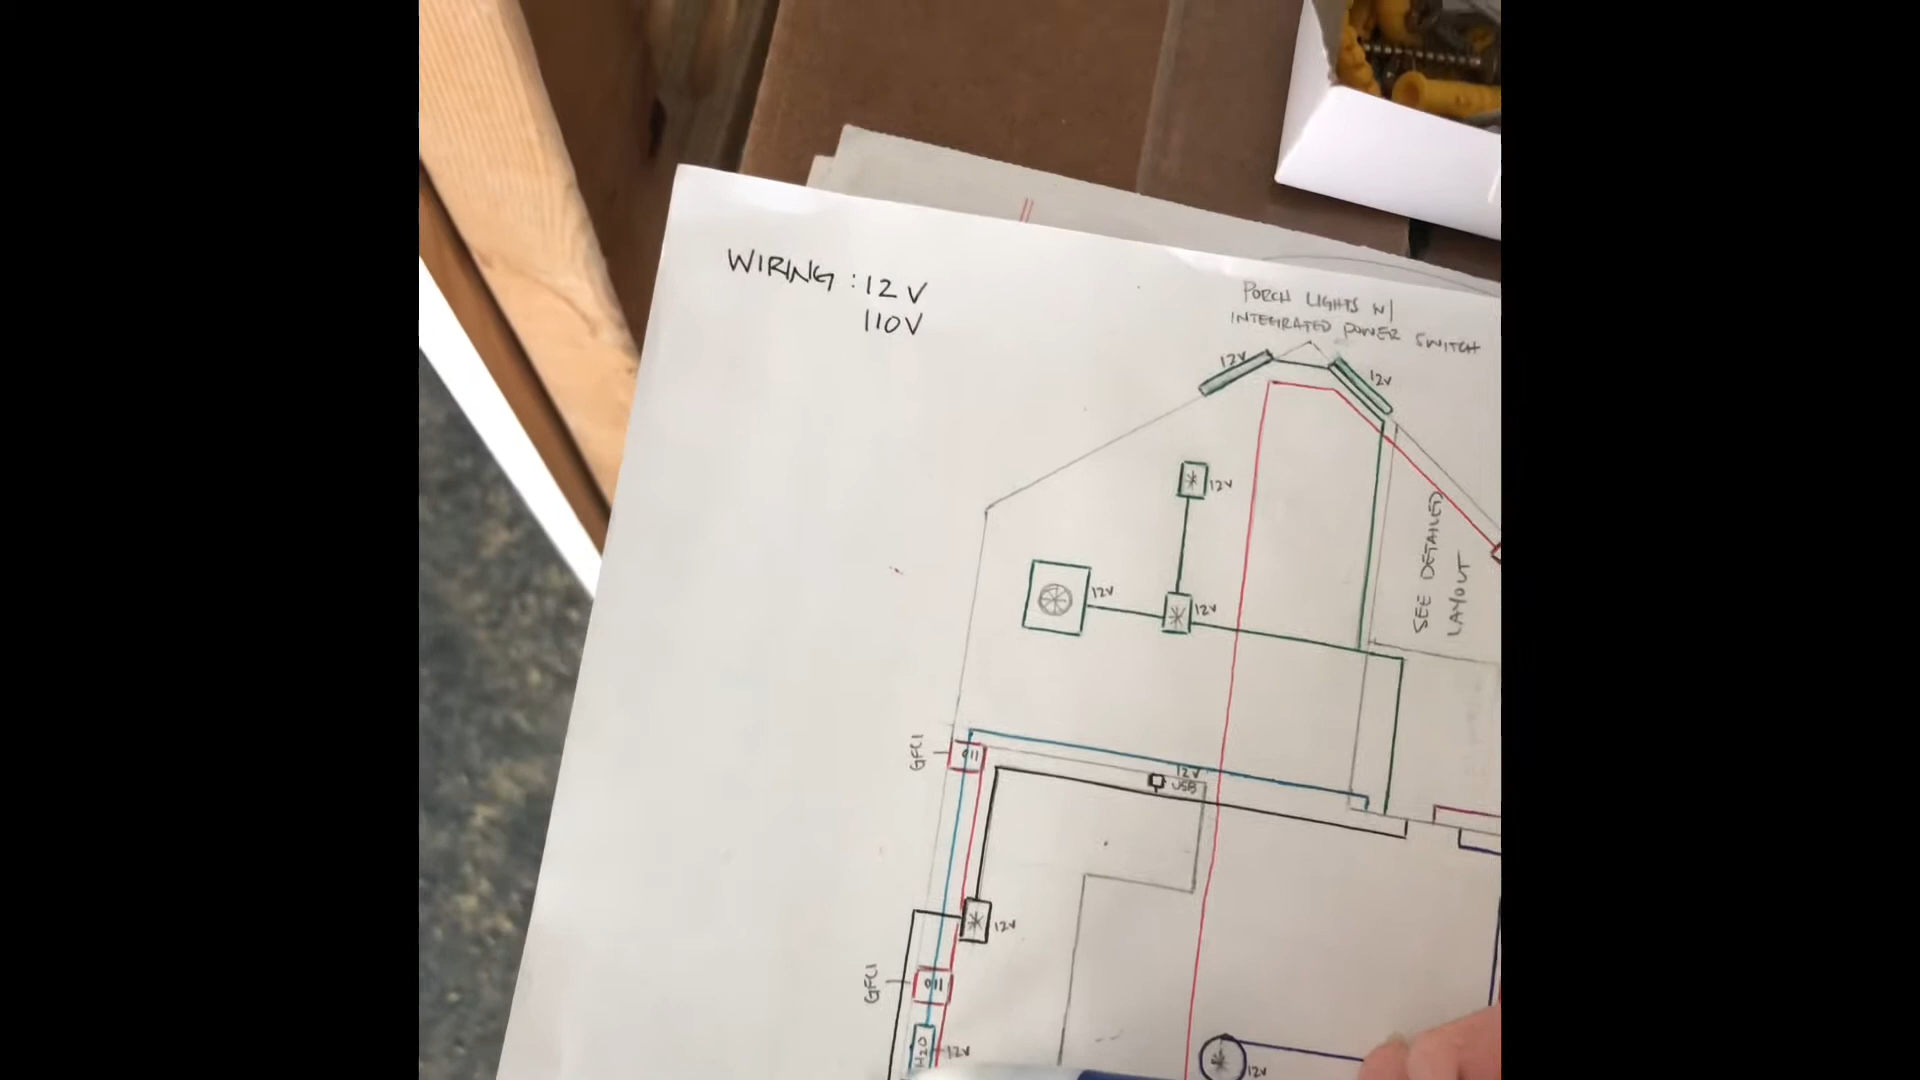 WIRING : 12V
110V
PORCH LIGHTS W/
INTEGRATED POWER SWITCH
12V
12V
12V
12V
12V
SEE DETAILED
LAYOUT
GFCI
12V
USB
12V
GFCI
H2O
12V
12V